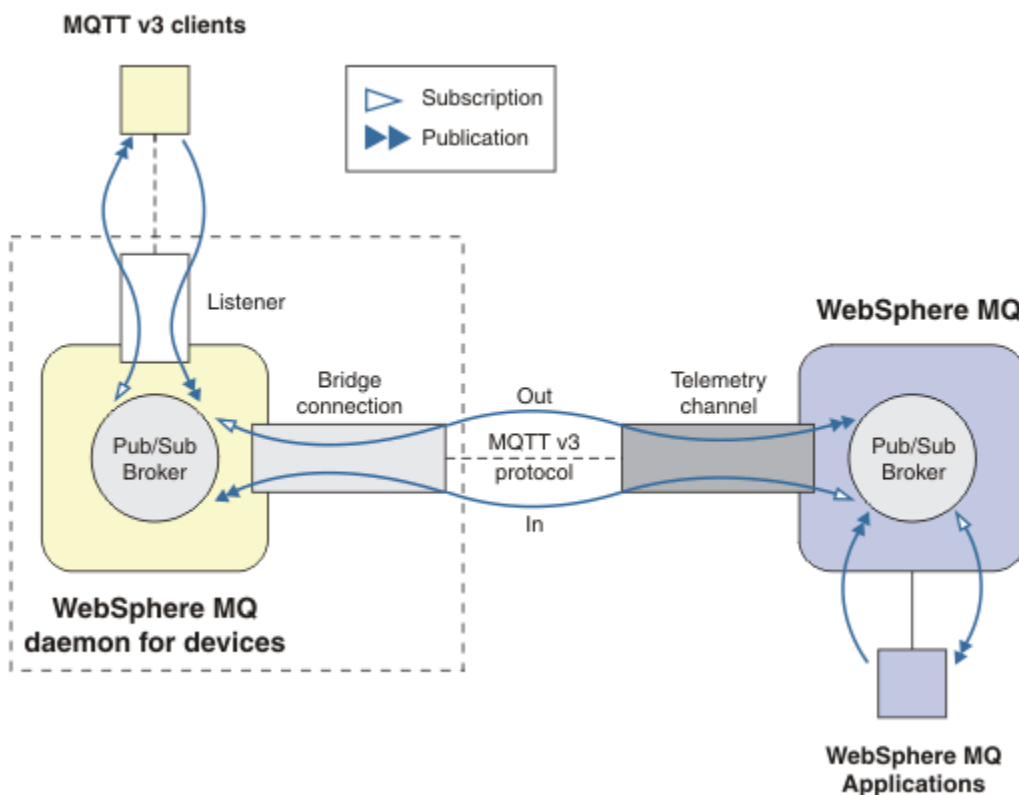 MQTT v3 clients
Subscription
Publication
Listener
WebSphere MQ
Bridge
connection
Out
Telemetry
channel
Pub/Sub
Broker
MQTT v3
protocol
Pub/Sub
Broker
In
WebSphere MQ
daemon for devices
WebSphere MQ
Applications